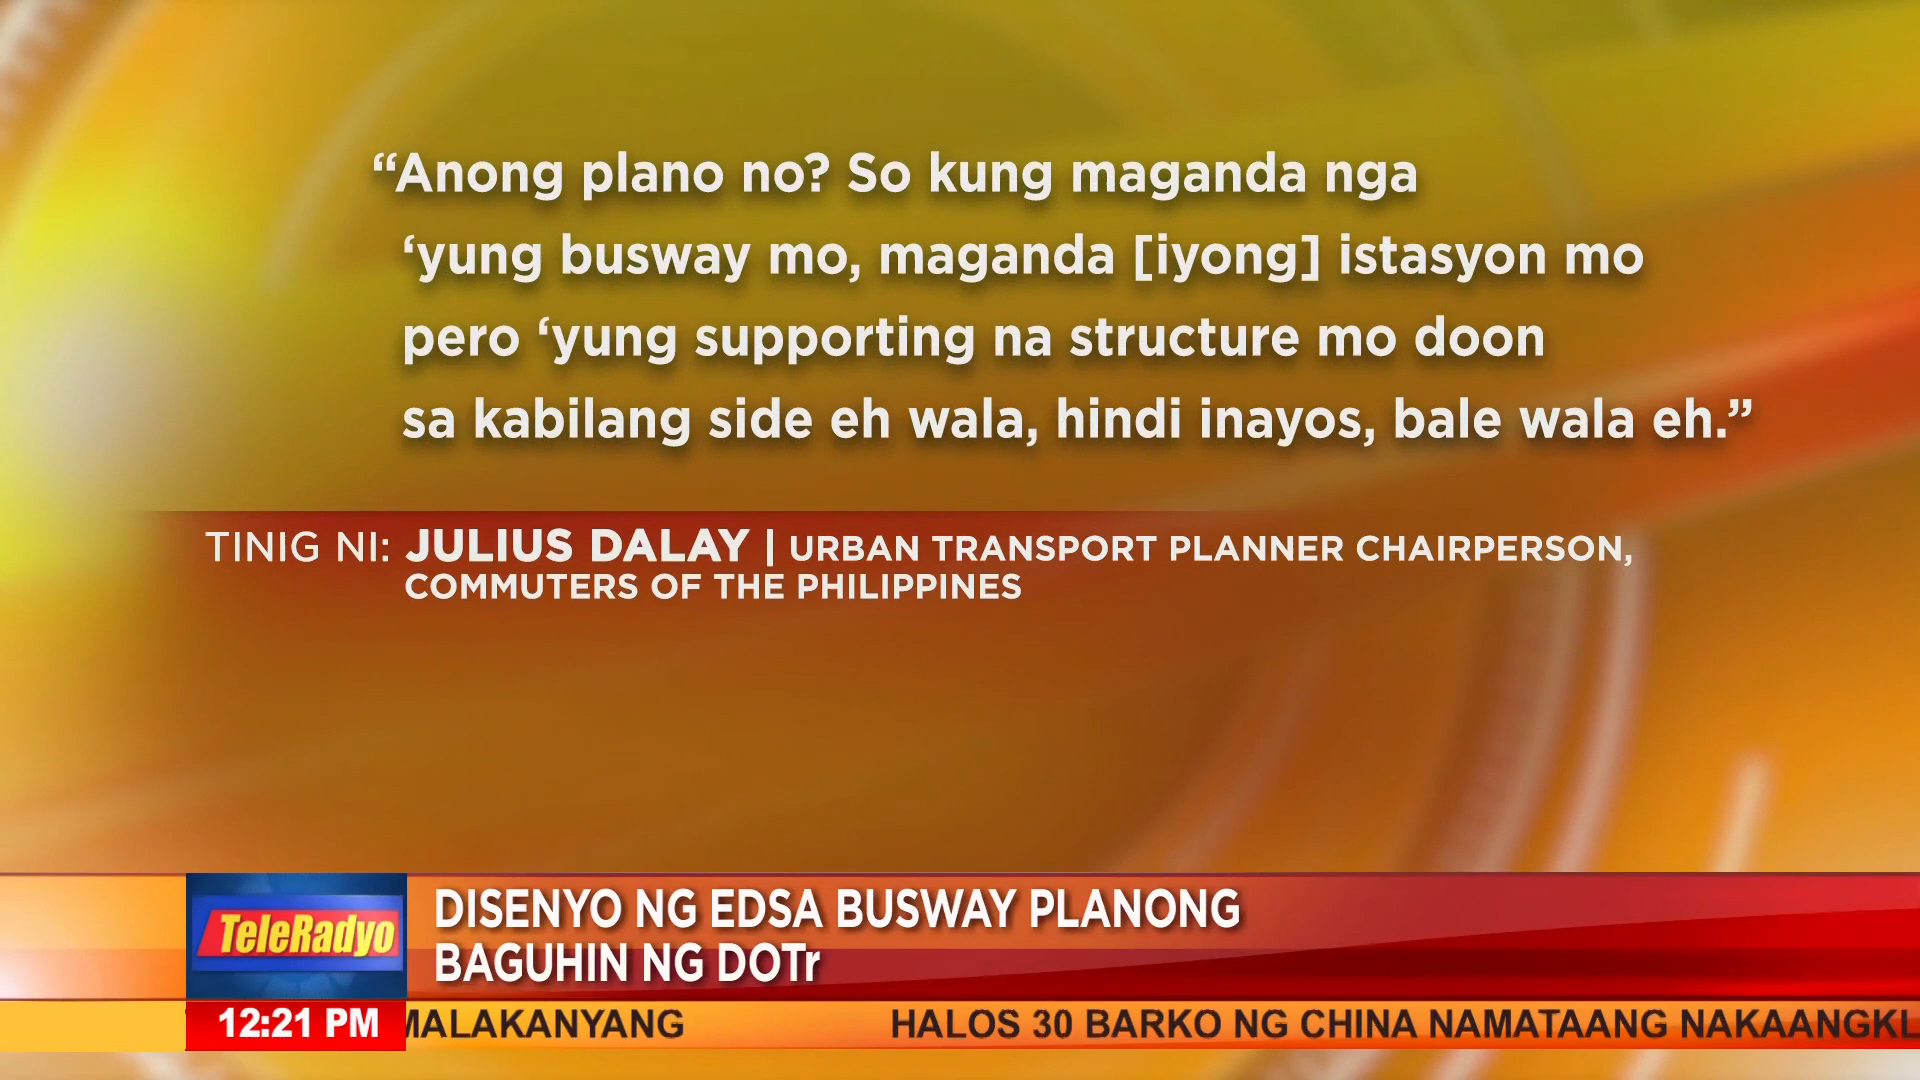 “Anong plano no? So kung maganda nga
‘yung busway mo, maganda [iyong] istasyon mo
pero ‘yung supporting na structure mo doon
sa kabilang side eh wala, hindi inayos, bale wala eh.”
TINIG NI: JULIUS DALAY | URBAN TRANSPORT PLANNER CHAIRPERSON,
COMMUTERS OF THE PHILIPPINES
TeleRadyo
DISENYO NG EDSA BUSWAY PLANONG
BAGUHIN NG DOTr
12:21 PM
MALAKANYANG HALOS 30 BARKO NG CHINA NAMATAANG NAKAANGKL